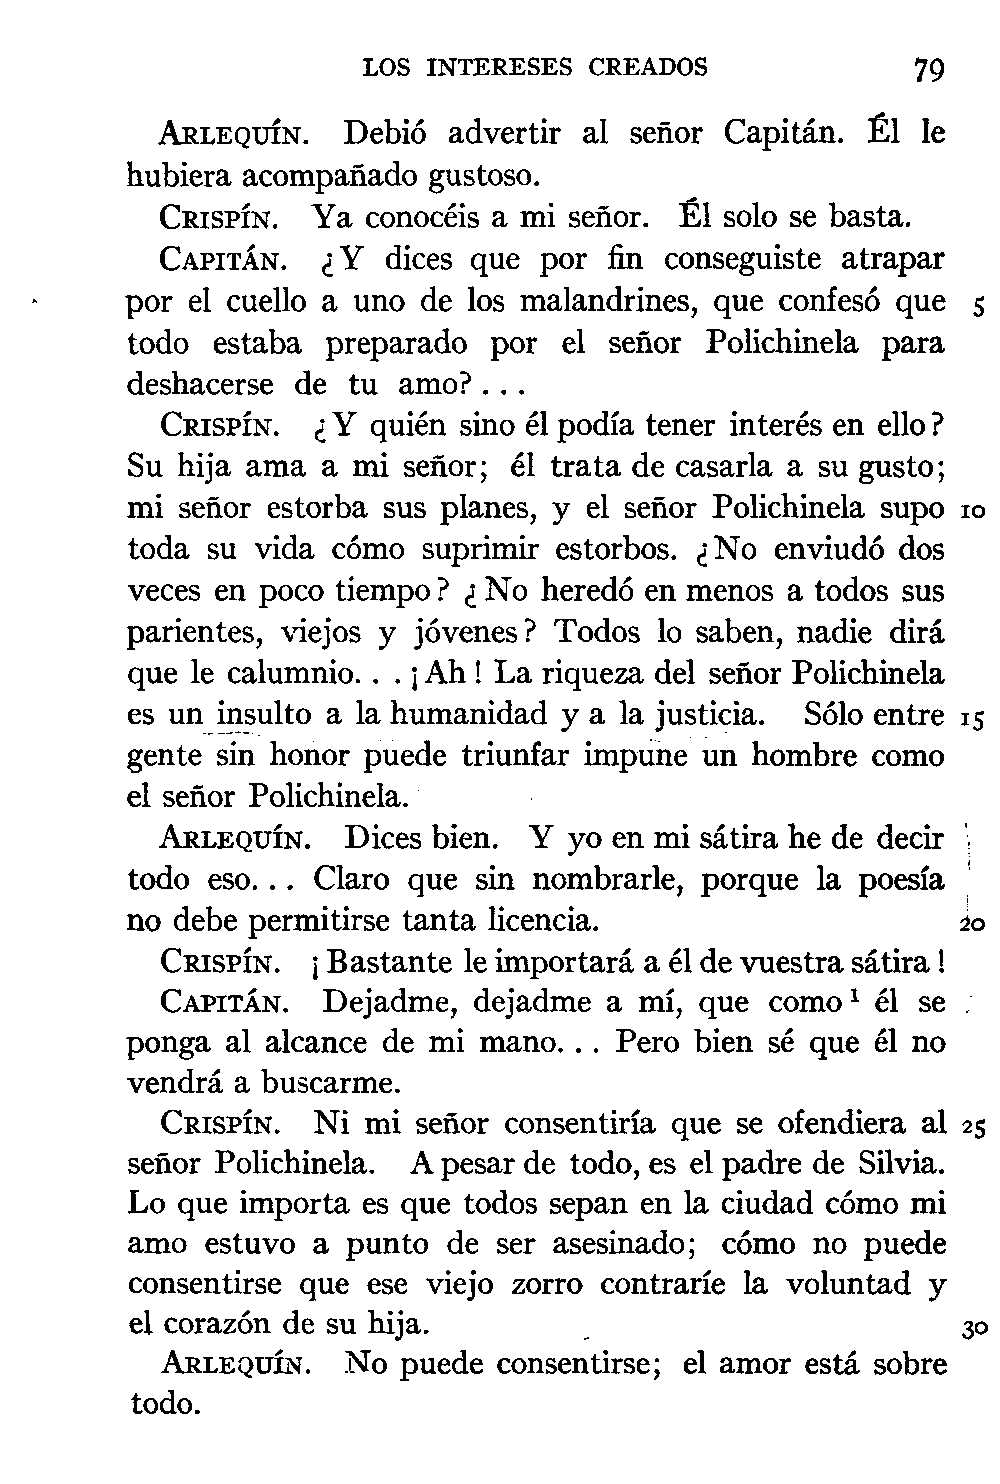 LOS INTERESES CREADOS 79
ARLEQUÍN. Debió advertir al señor Capitán. Él le
hubiera acompañado gustoso.
CRISPÍN. Ya conocéis a mi señor. Él solo se basta.
CAPITÁN. ¿Y dices que por fin conseguiste atrapar
por el cuello a uno de los malandrines, que confesó que 5
todo estaba preparado por el señor Polichinela para
deshacerse de tu amo? . . .
CRISPÍN. ¿Y quién sino él podía tener interés en ello?
Su hija ama a mi señor; él trata de casarla a su gusto;
mi señor estorba sus planes, y el señor Polichinela supo 10
toda su vida cómo suprimir estorbos. ¿No enviudó dos
veces en poco tiempo? ¿No heredó en menos a todos sus
parientes, viejos y jóvenes? Todos lo saben, nadie dirá
que le calumnio. . . ¡Ah! La riqueza del señor Polichinela
es un insulto a la humanidad y a la justicia. Sólo entre 15
gente sin honor puede triunfar impune un hombre como
el señor Polichinela.
ARLEQUÍN. Dices bien. Y yo en mi sátira he de decir
todo eso. . . Claro que sin nombrarle, porque la poesía
no debe permitirse tanta licencia. 20
CRISPÍN. ¡Bastante le importará a él de vuestra sátira!
CAPITÁN. Dejadme, dejadme a mí, que como¹ él se
ponga al alcance de mi mano. . . Pero bien sé que él no
vendrá a buscarme.
CRISPÍN. Ni mi señor consentiría que se ofendiera al 25
señor Polichinela. A pesar de todo, es el padre de Silvia.
Lo que importa es que todos sepan en la ciudad cómo mi
amo estuvo a punto de ser asesinado; cómo no puede
consentirse que ese viejo zorro contraríe la voluntad y
el corazón de su hija. 30
ARLEQUÍN. No puede consentirse; el amor está sobre
todo.